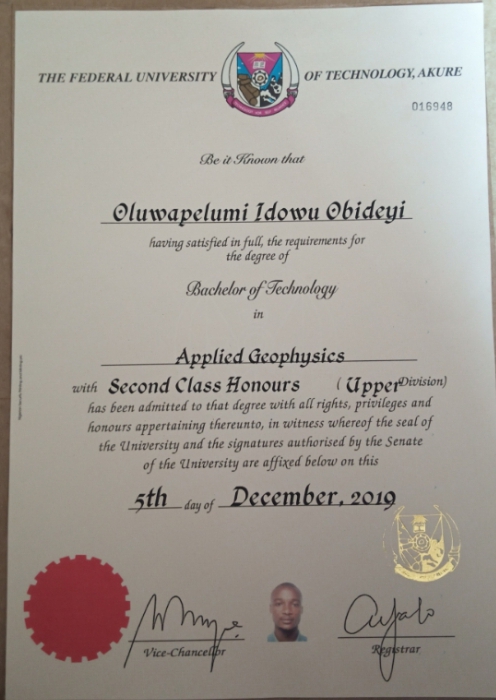 THE FEDERAL UNIVERSITY OF TECHNOLOGY, AKURE
016948
Be it Known that
Oluwapelumi Idowu Obideyi
having satisfied in full, the requirements for
the degree of
Bachelor of Technology
in
Applied Geophysics
with Second Class Honours (Upper Division)
has been admitted to that degree with all rights, privileges and
honours appertaining thereunto, in witness whereof the seal of
the University and the signatures authorised by the Senate
of the University are affixed below on this
5th day of December, 2019
Vice-Chancellor
Registrar